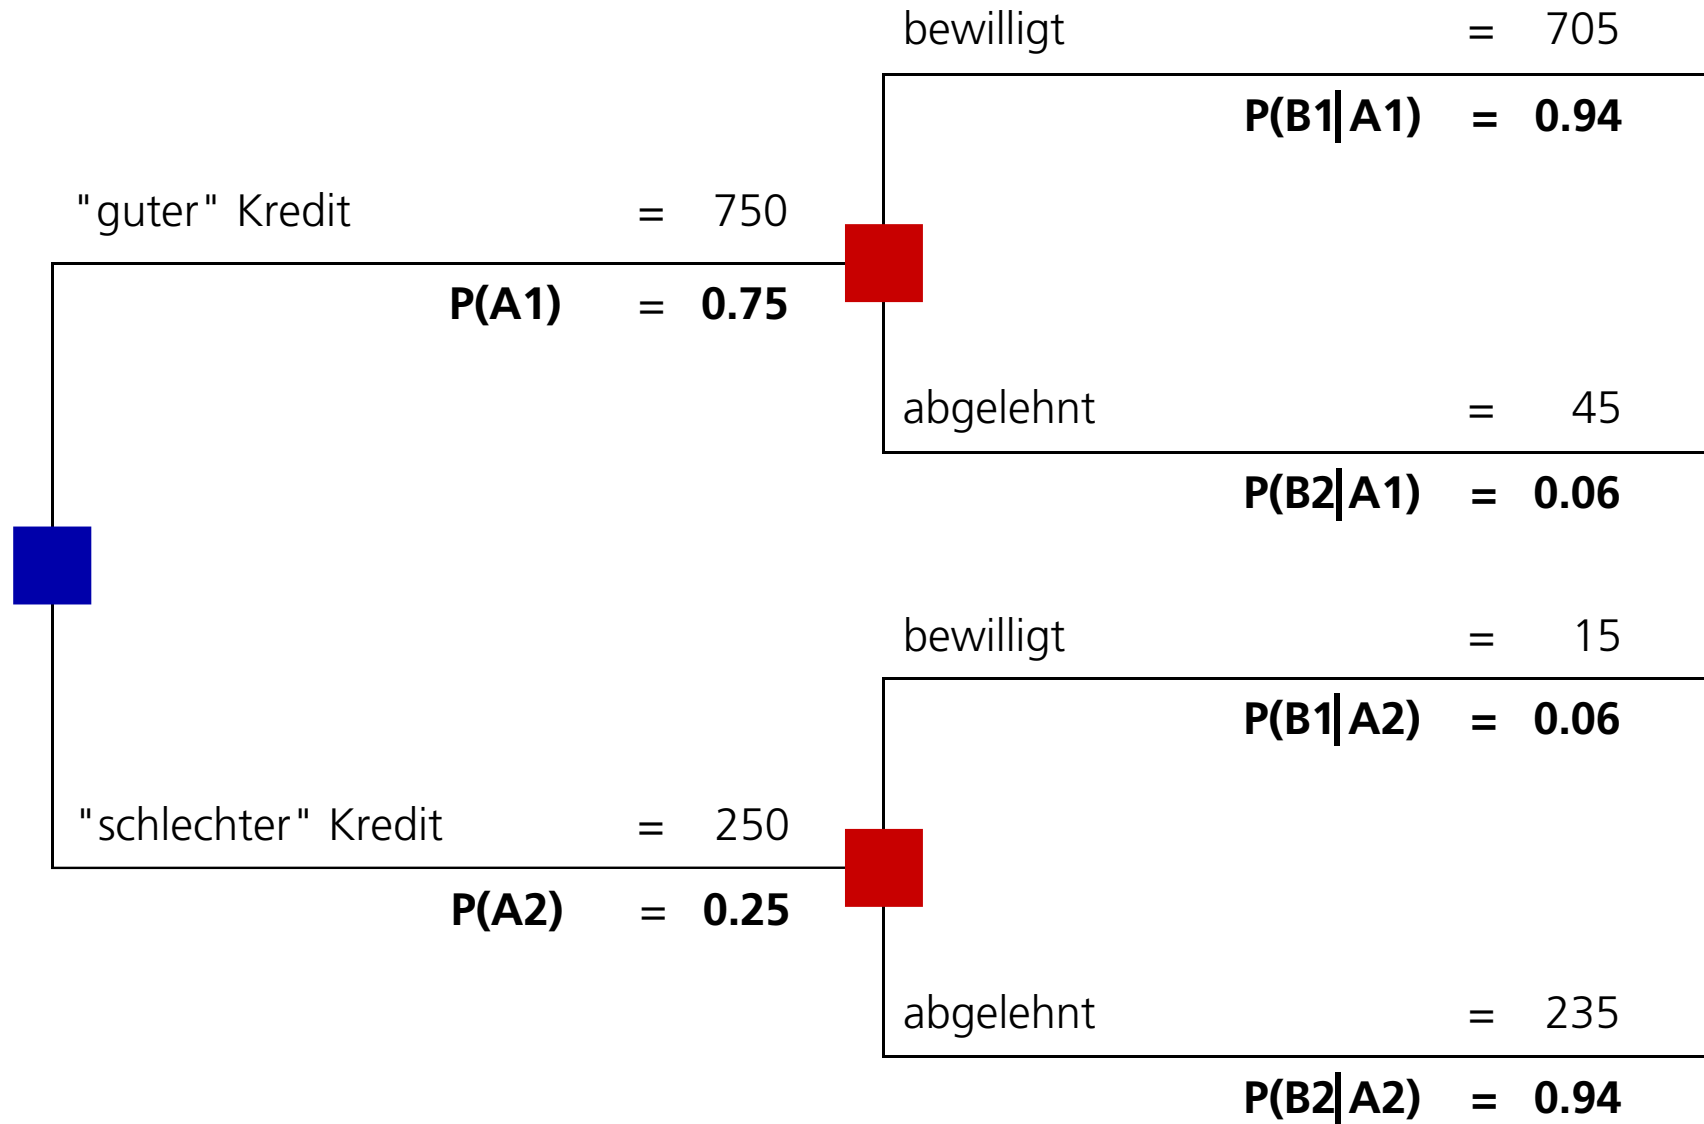 bewilligt = 705
P(B1|A1) = 0.94
"guter" Kredit = 750
P(A1) = 0.75
abgelehnt = 45
P(B2|A1) = 0.06
bewilligt = 15
P(B1|A2) = 0.06
"schlechter" Kredit = 250
P(A2) = 0.25
abgelehnt = 235
P(B2|A2) = 0.94